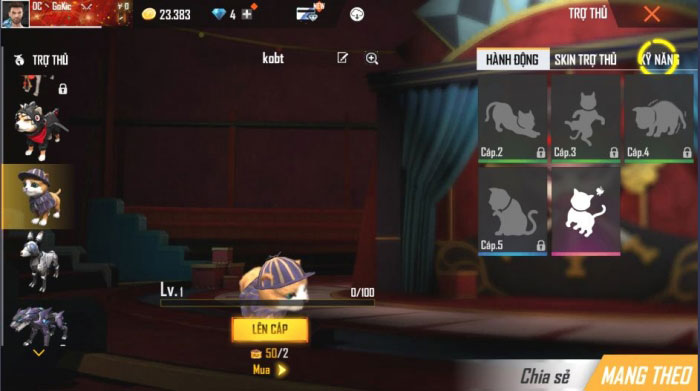 OC GoKic
23.383
4
TRỢ THỦ
TRỢ THỦ
kobt
HÀNH ĐỘNG
SKIN TRỢ THỦ
KỸ NĂNG
Cấp.2
Cấp.3
Cấp.4
Cấp.5
Lv.1
0/100
LÊN CẤP
50/2
Mua
Chia sẻ
MANG THEO